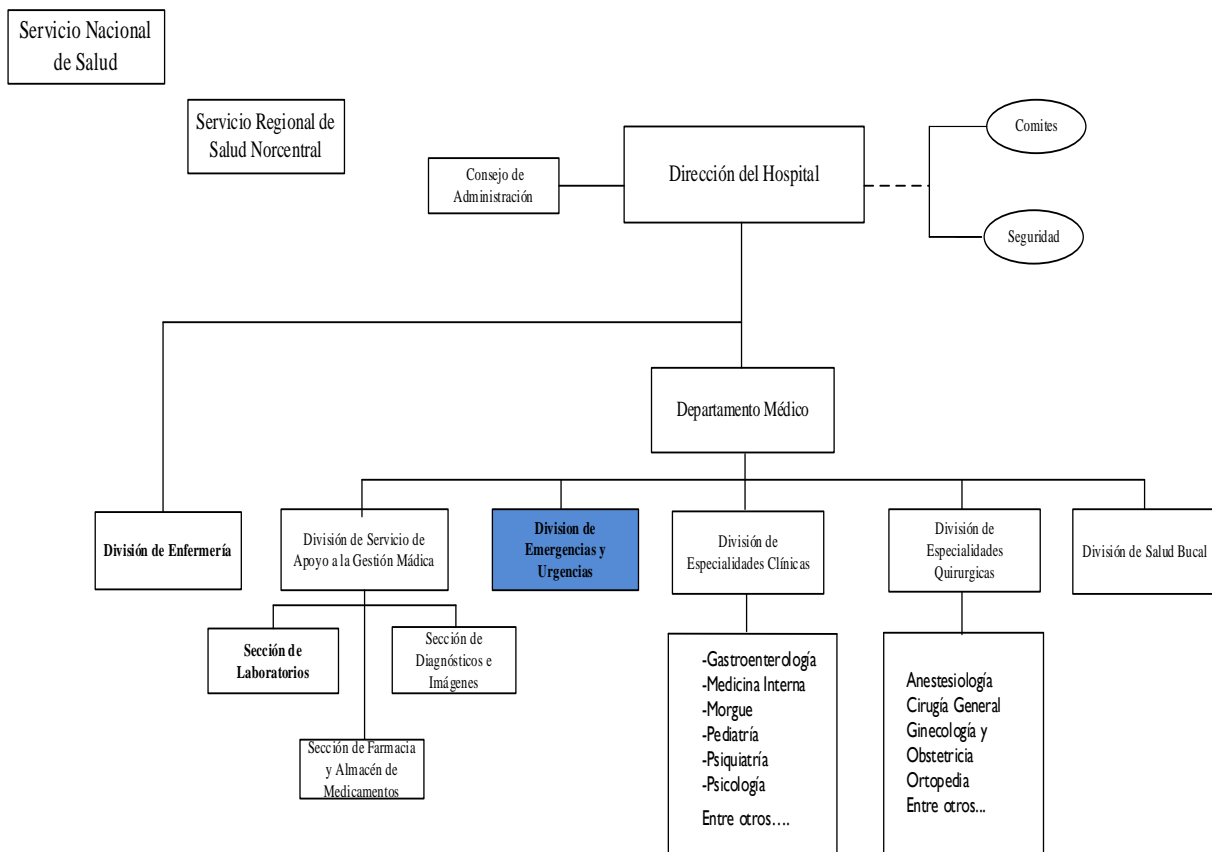 Servicio Nacional
de Salud
Servicio Regional de
Salud Norcentral
Consejo de
Administración
Dirección del Hospital
Comites
Seguridad
Departamento Médico
División de Enfermería
División de Servicio de
Apoyo a la Gestión Mádica
Division de
Emergencias y
Urgencias
División de
Especialidades Clínicas
División de
Especialidades
Quirurgicas
División de Salud Bucal
Sección de
Laboratorios
Sección de
Diagnósticos e
Imágenes
Sección de Farmacia
y Almacén de
Medicamentos
-Gastroenterología
-Medicina Interna
-Morgue
-Pediatría
-Psiquiatría
-Psicología
Entre otros….
Anestesiología
Cirugía General
Ginecología y
Obstetricia
Ortopedia
Entre otros...